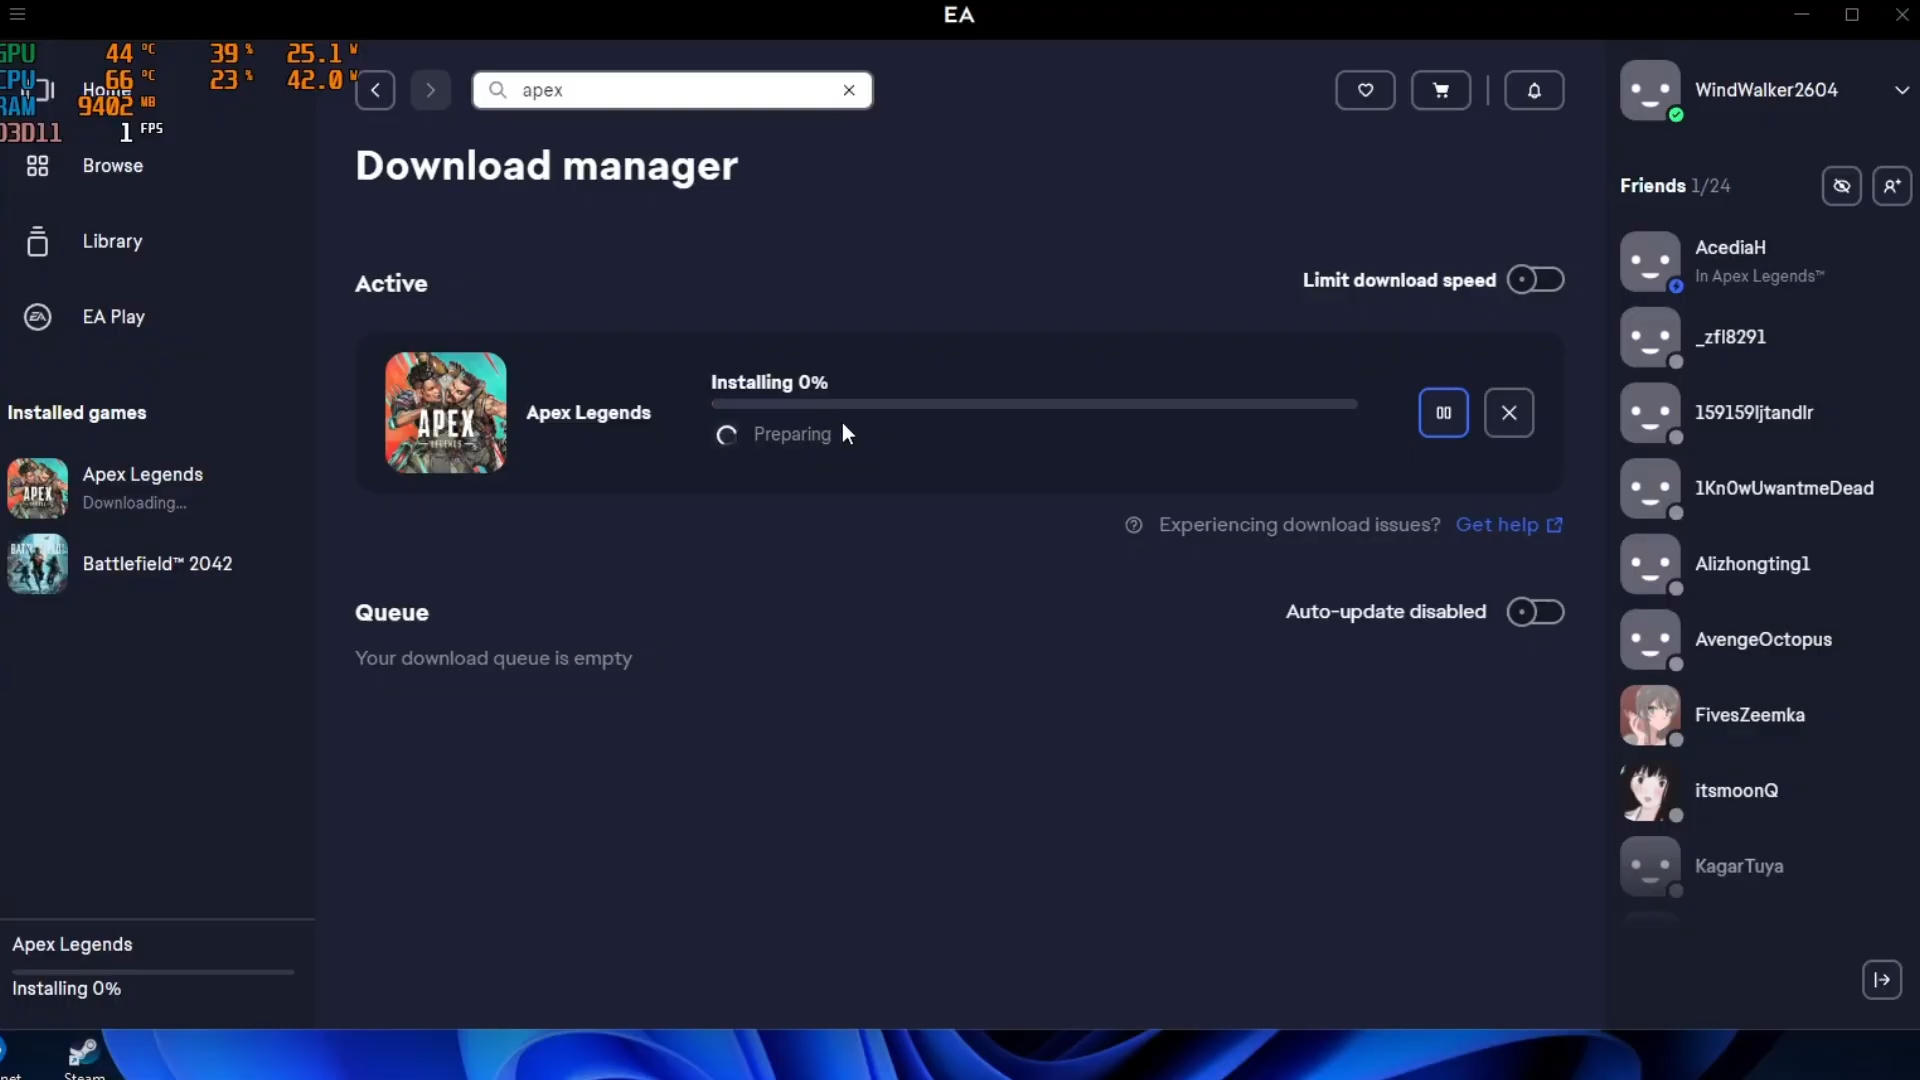 EA
GPU 44 °C 39 % 25.1 W
CPU 66 °C 23 % 42.0 W
RAM 9402 MB
D3D11 1 FPS
Home
Browse
Library
EA Play
Installed games
Apex Legends
Downloading...
Battlefield™ 2042
Apex Legends
Installing 0%
apex
Download manager
Active
Limit download speed
APEX
LEGENDS
Apex Legends
Installing 0%
Preparing
Experiencing download issues? Get help
Queue
Auto-update disabled
Your download queue is empty
WindWalker2604
Friends 1/24
AcediaH
In Apex Legends™
_zfl8291
159159ljtandlr
1Kn0wUwantmeDead
Alizhongting1
AvengeOctopus
FivesZeemka
itsmoonQ
KagarTuya
Steam